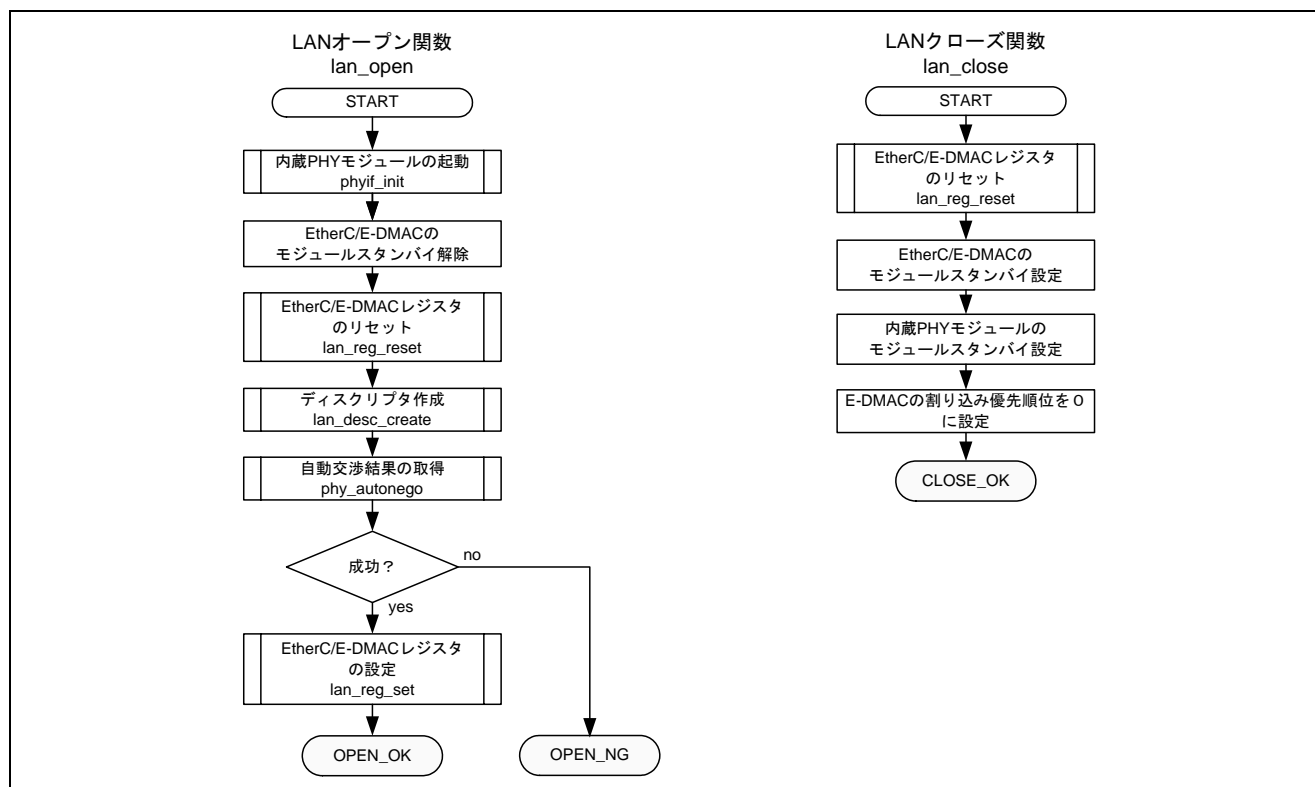 LANオープン関数
lan_open
START
内蔵PHYモジュールの起動
phyif_init
EtherC/E-DMACの
モジュールスタンバイ解除
EtherC/E-DMACレジスタ
のリセット
lan_reg_reset
ディスクリプタ作成
lan_desc_create
自動交渉結果の取得
phy_autonego
成功？
no
yes
EtherC/E-DMACレジスタ
の設定
lan_reg_set
OPEN_OK
OPEN_NG
LANクローズ関数
lan_close
START
EtherC/E-DMACレジスタ
のリセット
lan_reg_reset
EtherC/E-DMACの
モジュールスタンバイ設定
内蔵PHYモジュールの
モジュールスタンバイ設定
E-DMACの割り込み優先順位を０
に設定
CLOSE_OK